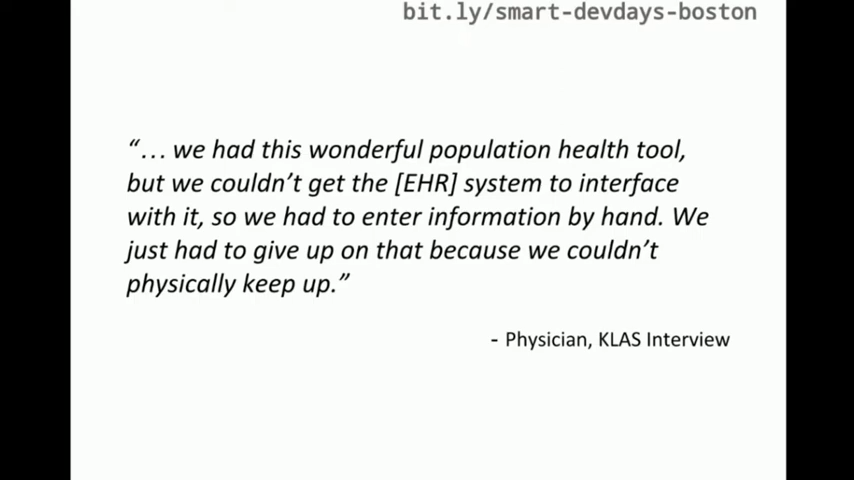 bit.ly/smart-devdays-boston
“… we had this wonderful population health tool,
but we couldn’t get the [EHR] system to interface
with it, so we had to enter information by hand. We
just had to give up on that because we couldn’t
physically keep up.”
- Physician, KLAS Interview